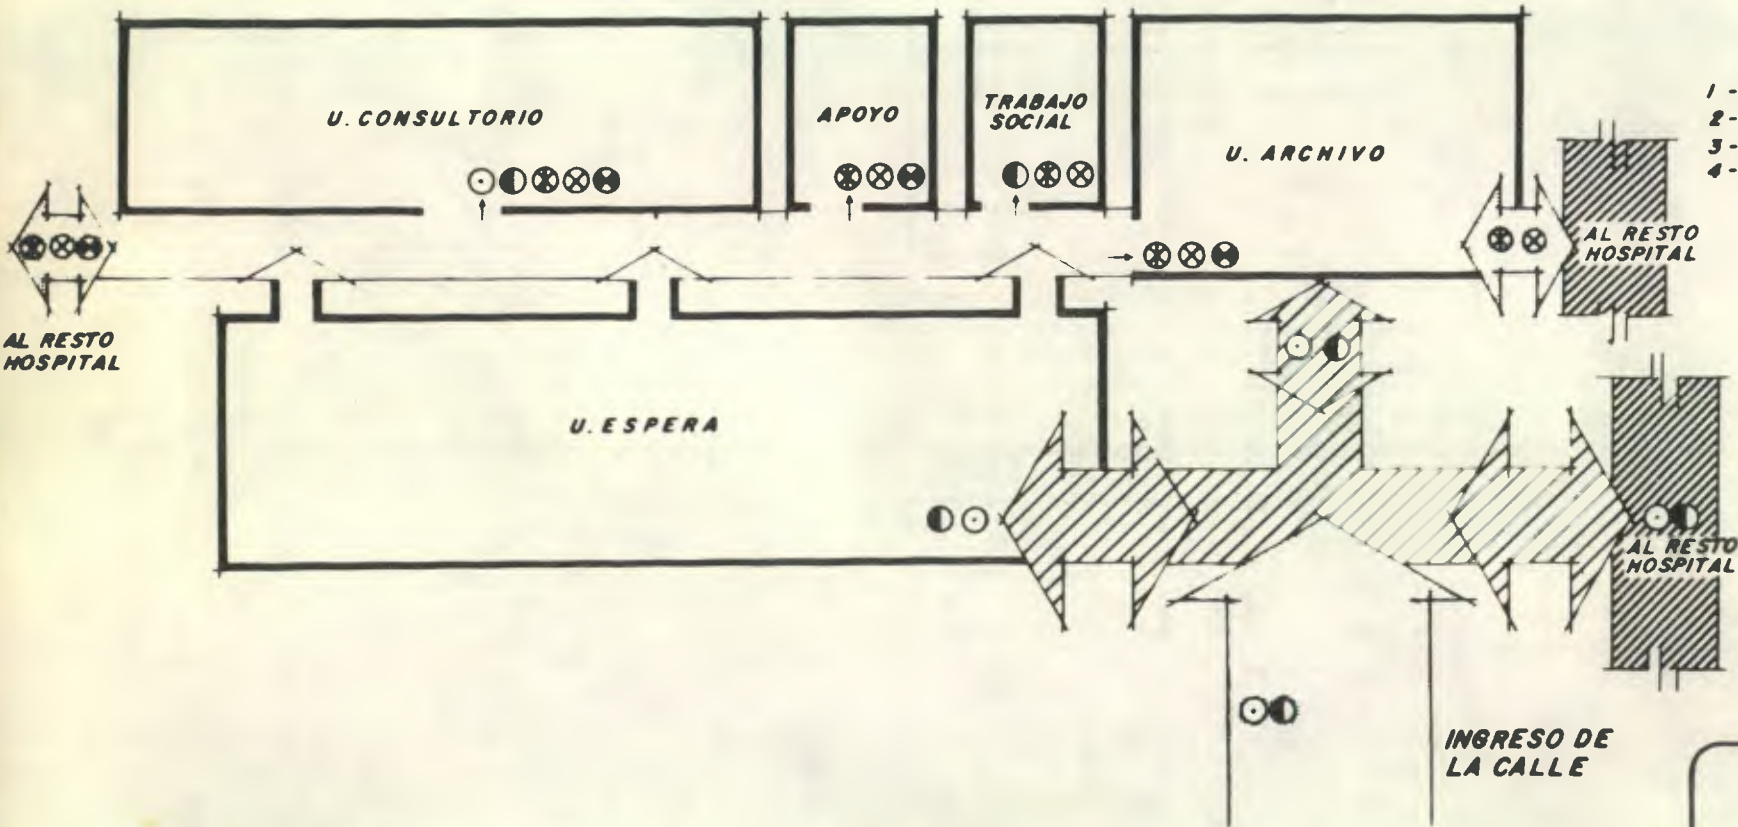 U. CONSULTORIO
APOYO
TRABAJO
SOCIAL
U. ARCHIVO
1 -
2 -
3 -
4 -
AL RESTO
HOSPITAL
AL RESTO
HOSPITAL
U. ESPERA
AL RESTO
HOSPITAL
INGRESO DE
LA CALLE